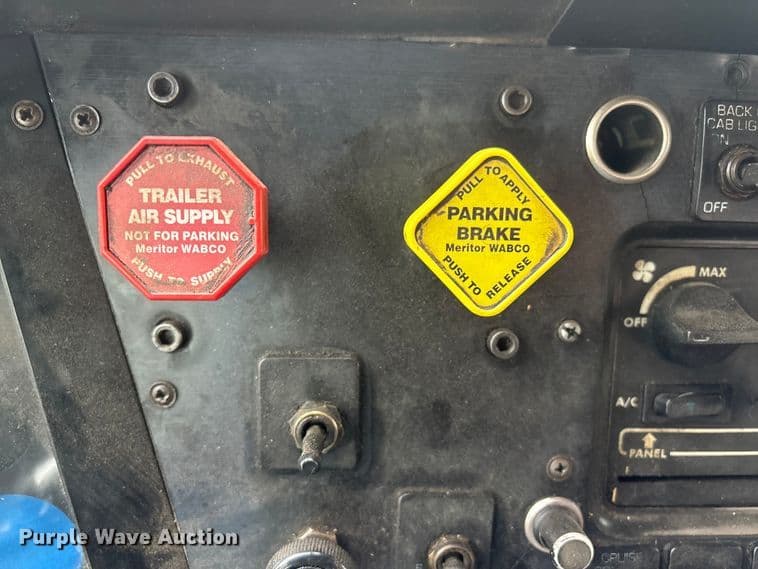 PULL TO EXHAUST
TRAILER
AIR SUPPLY
NOT FOR PARKING
Meritor WABCO
PUSH TO SUPPLY
PULL TO APPLY
PARKING
BRAKE
Meritor WABCO
PUSH TO RELEASE
BACK
CAB LIG
ON
OFF
MAX
OFF
A/C
PANEL
CRUISE
Purple Wave Auction